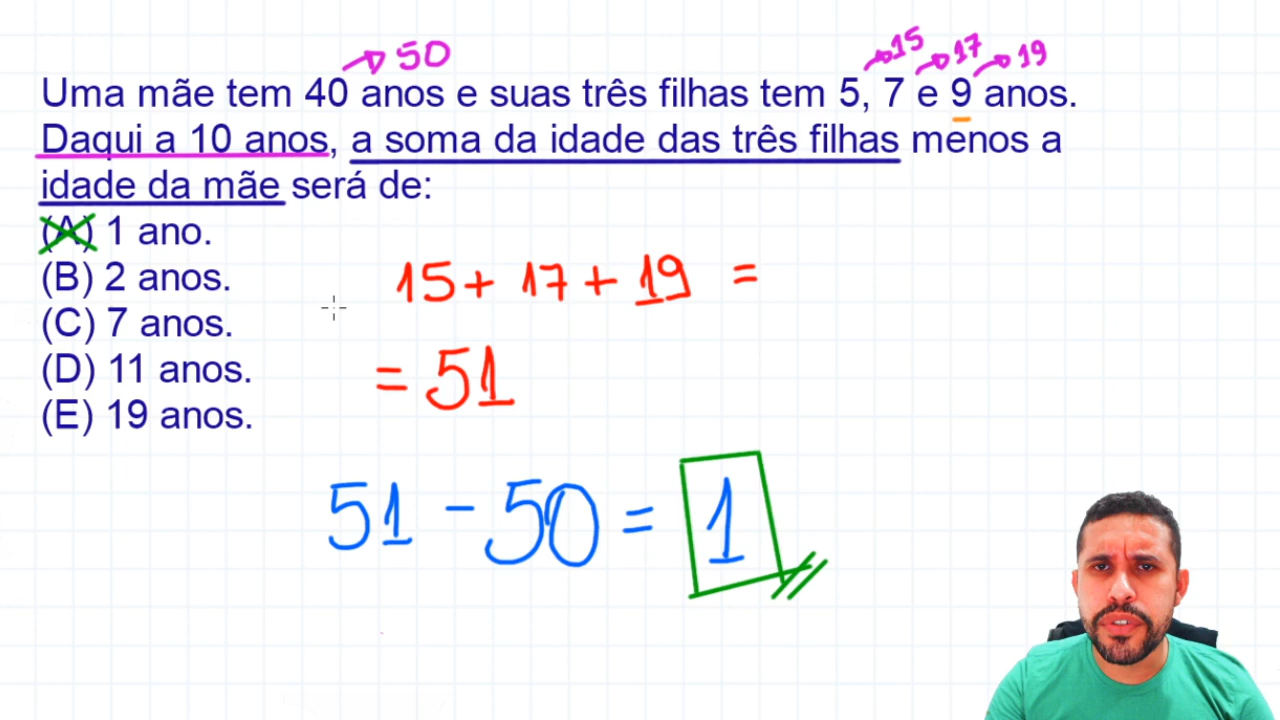 50 15 17 19
Uma mãe tem 40 anos e suas três filhas tem 5, 7 e 9 anos.
Daqui a 10 anos, a soma da idade das três filhas menos a
idade da mãe será de:
(A) 1 ano.
(B) 2 anos.
(C) 7 anos.
(D) 11 anos.
(E) 19 anos.
15 + 17 + 19 =
= 51
51 - 50 = 1